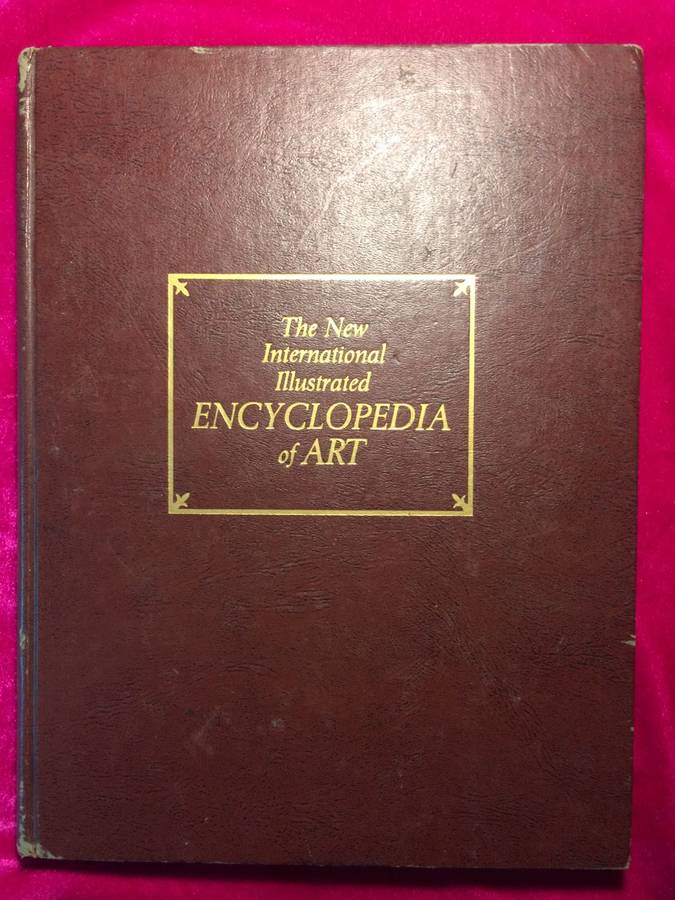 The New
International
Illustrated
ENCYCLOPEDIA
of ART